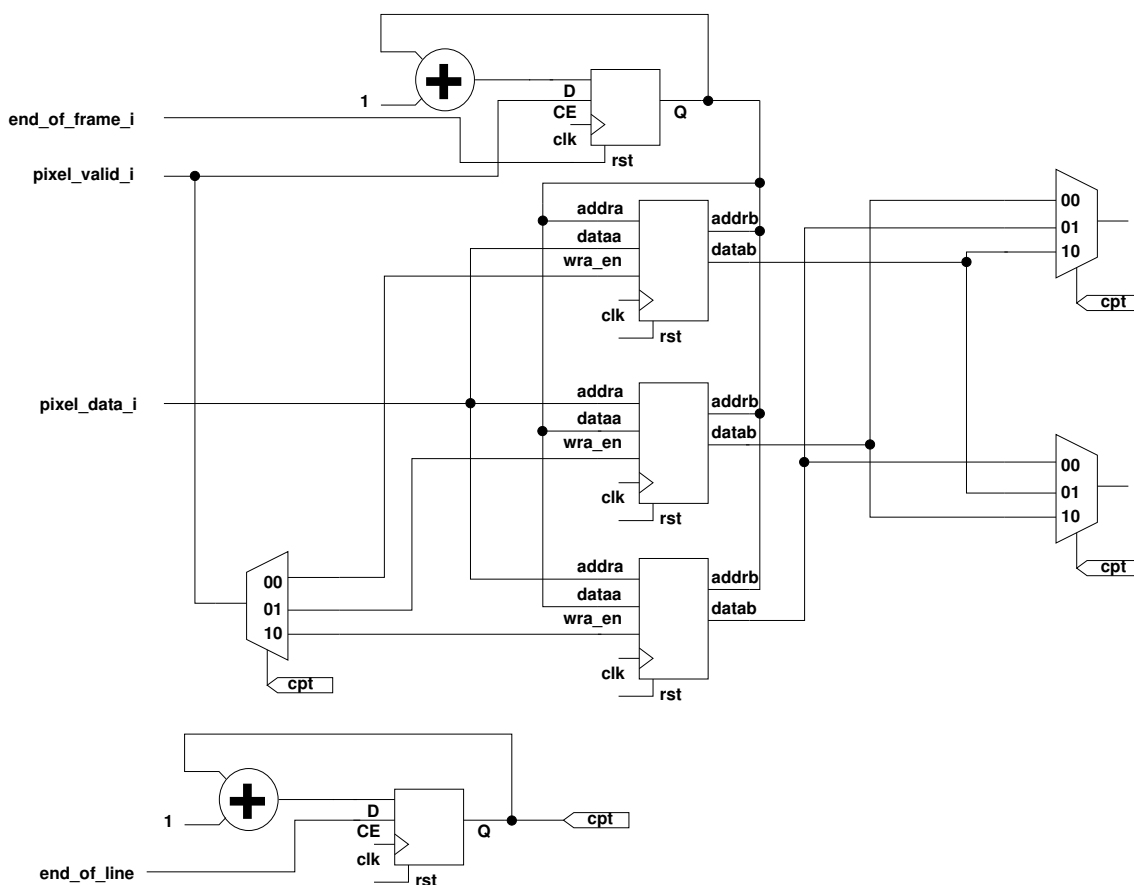 1
D
CE
clk
rst
Q
end_of_frame_i
pixel_valid_i
addra
dataa
wra_en
clk
rst
addrb
datab
00
01
10
cpt
pixel_data_i
addra
dataa
wra_en
clk
rst
addrb
datab
00
01
10
cpt
00
01
10
cpt
addra
dataa
wra_en
clk
rst
addrb
datab
1
D
CE
clk
rst
Q
cpt
end_of_line